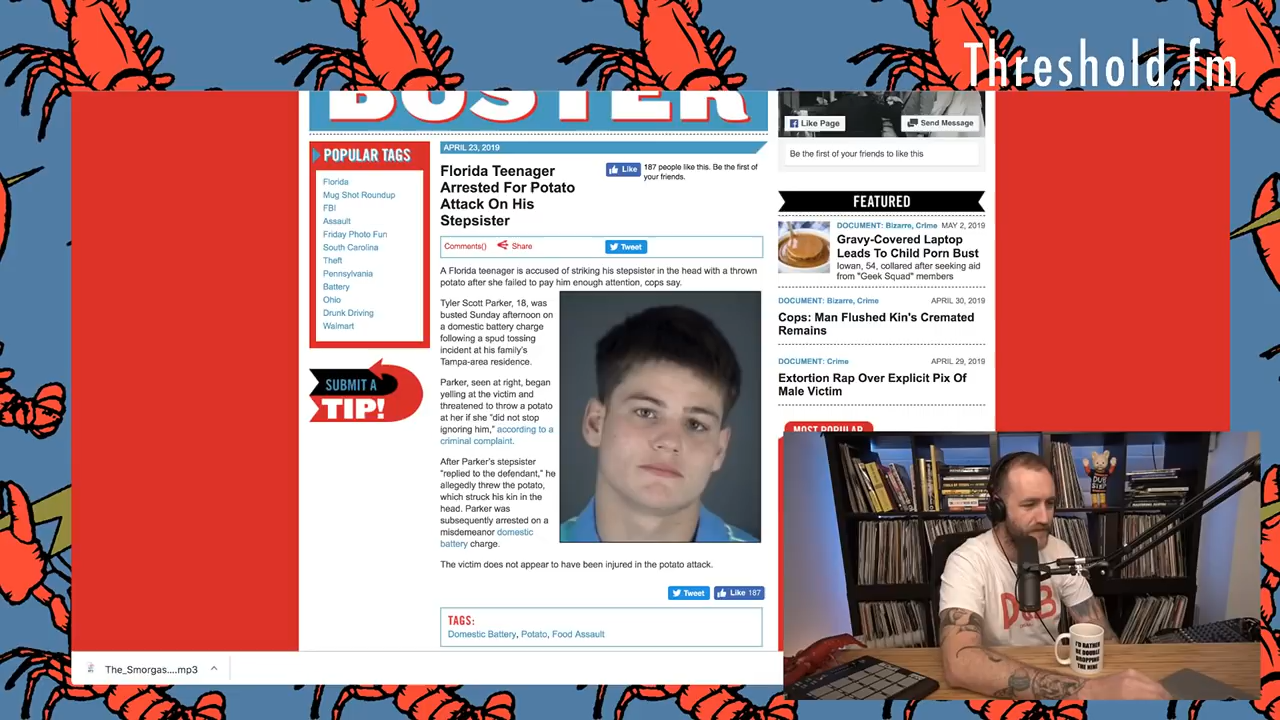 Threshold.fm
BUSTER
POPULAR TAGS
Florida
Mug Shot Roundup
FBI
Assault
Friday Photo Fun
South Carolina
Theft
Pennsylvania
Battery
Ohio
Drunk Driving
Walmart
SUBMIT A
TIP!
APRIL 23, 2019
Florida Teenager
Arrested For Potato
Attack On His
Stepsister
Like
187 people like this. Be the first of
your friends.
Comments()
Share
Tweet
A Florida teenager is accused of striking his stepsister in the head with a thrown
potato after she failed to pay him enough attention, cops say.
Tyler Scott Parker, 18, was
busted Sunday afternoon on
a domestic battery charge
following a spud tossing
incident at his family's
Tampa-area residence.
Parker, seen at right, began
yelling at the victim and
threatened to throw a potato
at her if she "did not stop
ignoring him," according to a
criminal complaint.
After Parker's stepsister
"replied to the defendant," he
allegedly threw the potato,
which struck his kin in the
head. Parker was
subsequently arrested on a
misdemeanor domestic
battery charge.
The victim does not appear to have been injured in the potato attack.
Tweet
Like 187
TAGS:
Domestic Battery, Potato, Food Assault
Like Page
Send Message
Be the first of your friends to like this
FEATURED
DOCUMENT: Bizarre, Crime MAY 2, 2019
Gravy-Covered Laptop
Leads To Child Porn Bust
Iowan, 54, collared after seeking aid
from "Geek Squad" members
DOCUMENT: Bizarre, Crime APRIL 30, 2019
Cops: Man Flushed Kin's Cremated
Remains
DOCUMENT: Crime APRIL 29, 2019
Extortion Rap Over Explicit Pix Of
Male Victim
MOST POPULAR
The_Smorgas....mp3
DUB
I'D RATHER
BE DOUBLE
DROPPING
THE NINE